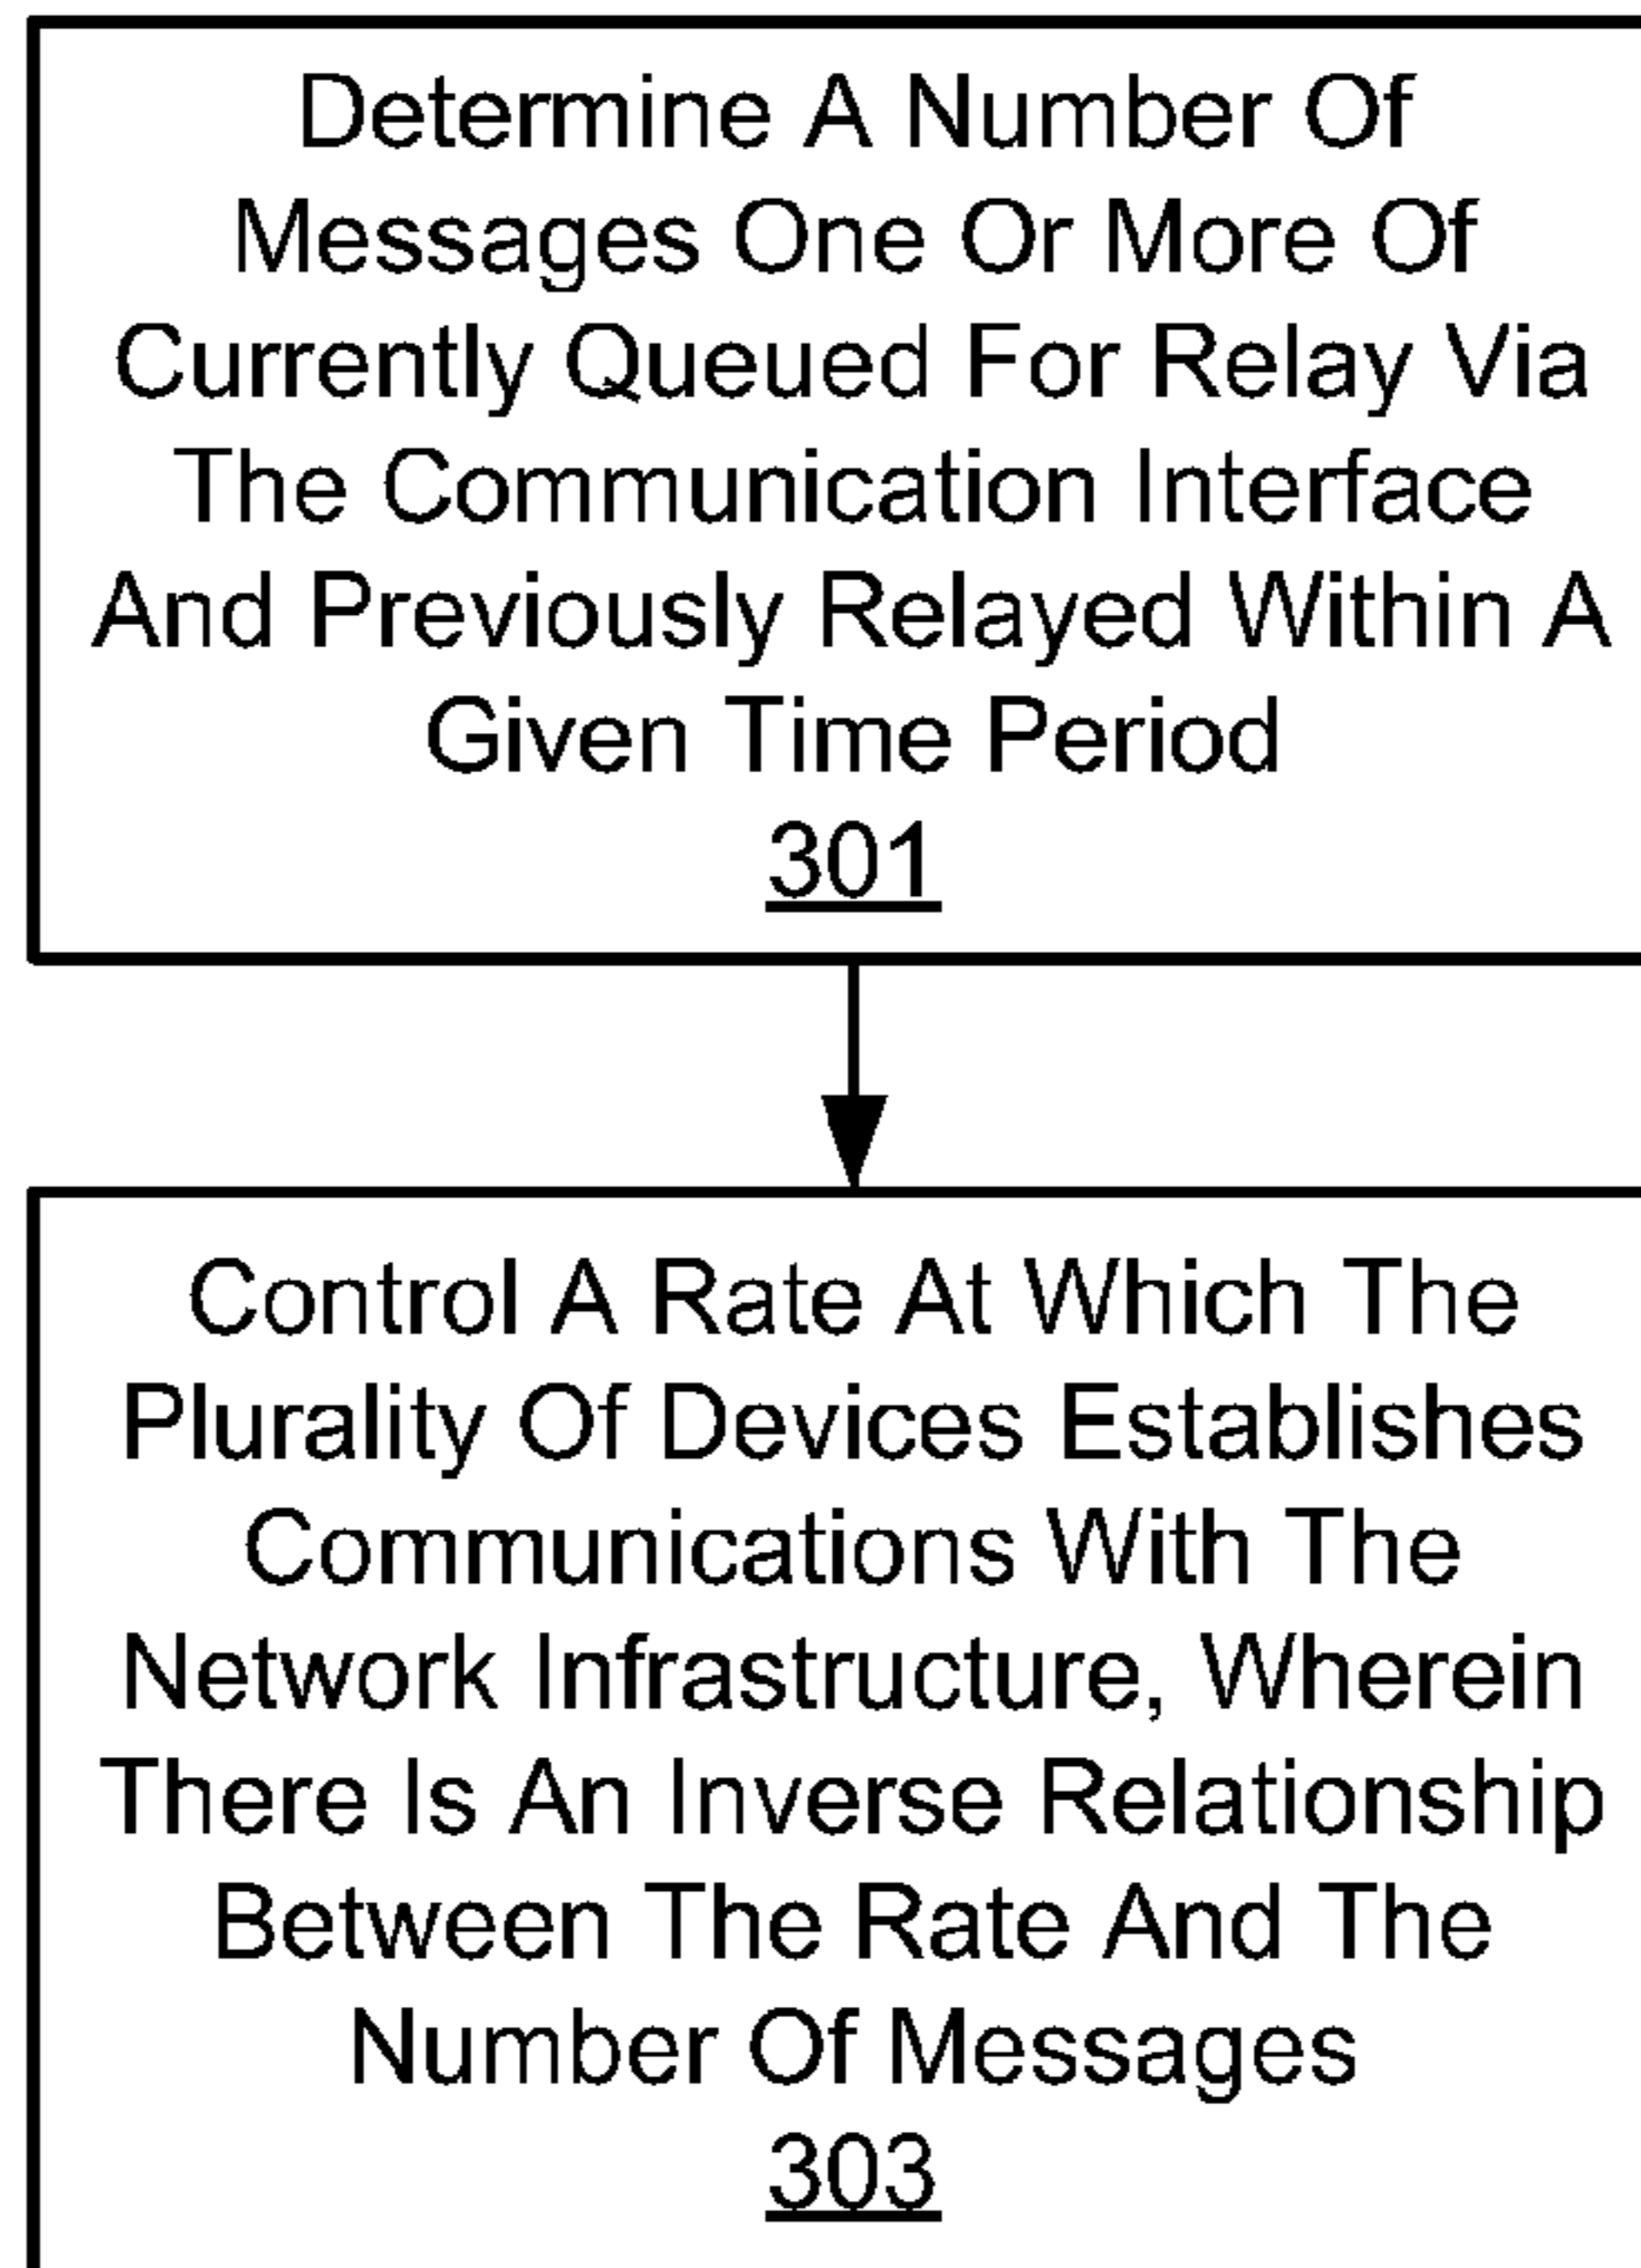 Determine A Number Of
Messages One Or More Of
Currently Queued For Relay Via
The Communication Interface
And Previously Relayed Within A
Given Time Period
301
Control A Rate At Which The
Plurality Of Devices Establishes
Communications With The
Network Infrastructure, Wherein
There Is An Inverse Relationship
Between The Rate And The
Number Of Messages
303